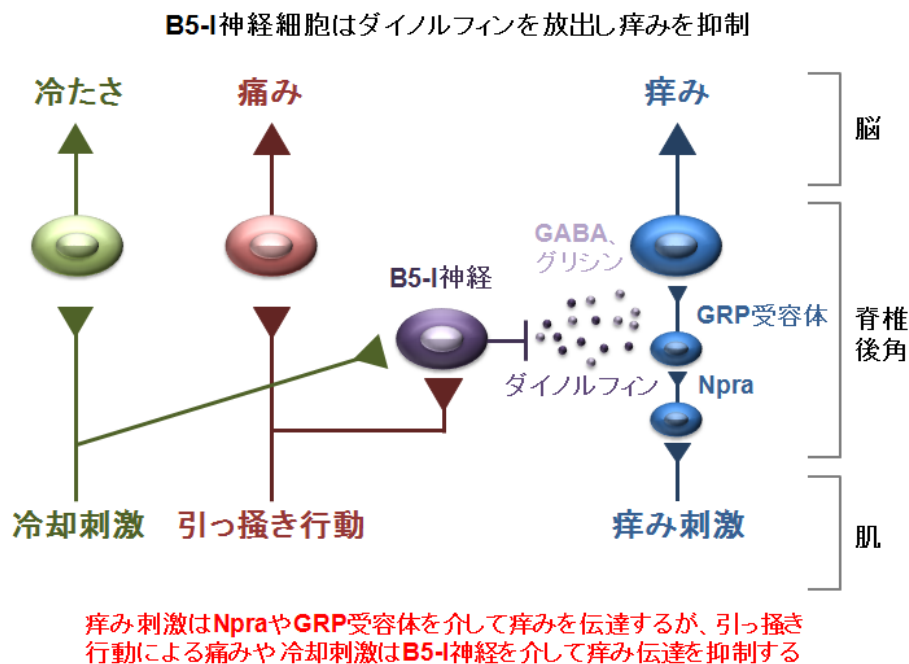 B5-I神経細胞はダイノルフィンを放出し痒みを抑制
冷たさ
痛み
痒み
脳
GABA、
グリシン
B5-I神経
GRP受容体
脊椎
後角
ダイノルフィン
Npra
冷却刺激
引っ掻き行動
痒み刺激
肌
痒み刺激はNpraやGRP受容体を介して痒みを伝達するが、引っ掻き
行動による痛みや冷却刺激はB5-I神経を介して痒み伝達を抑制する